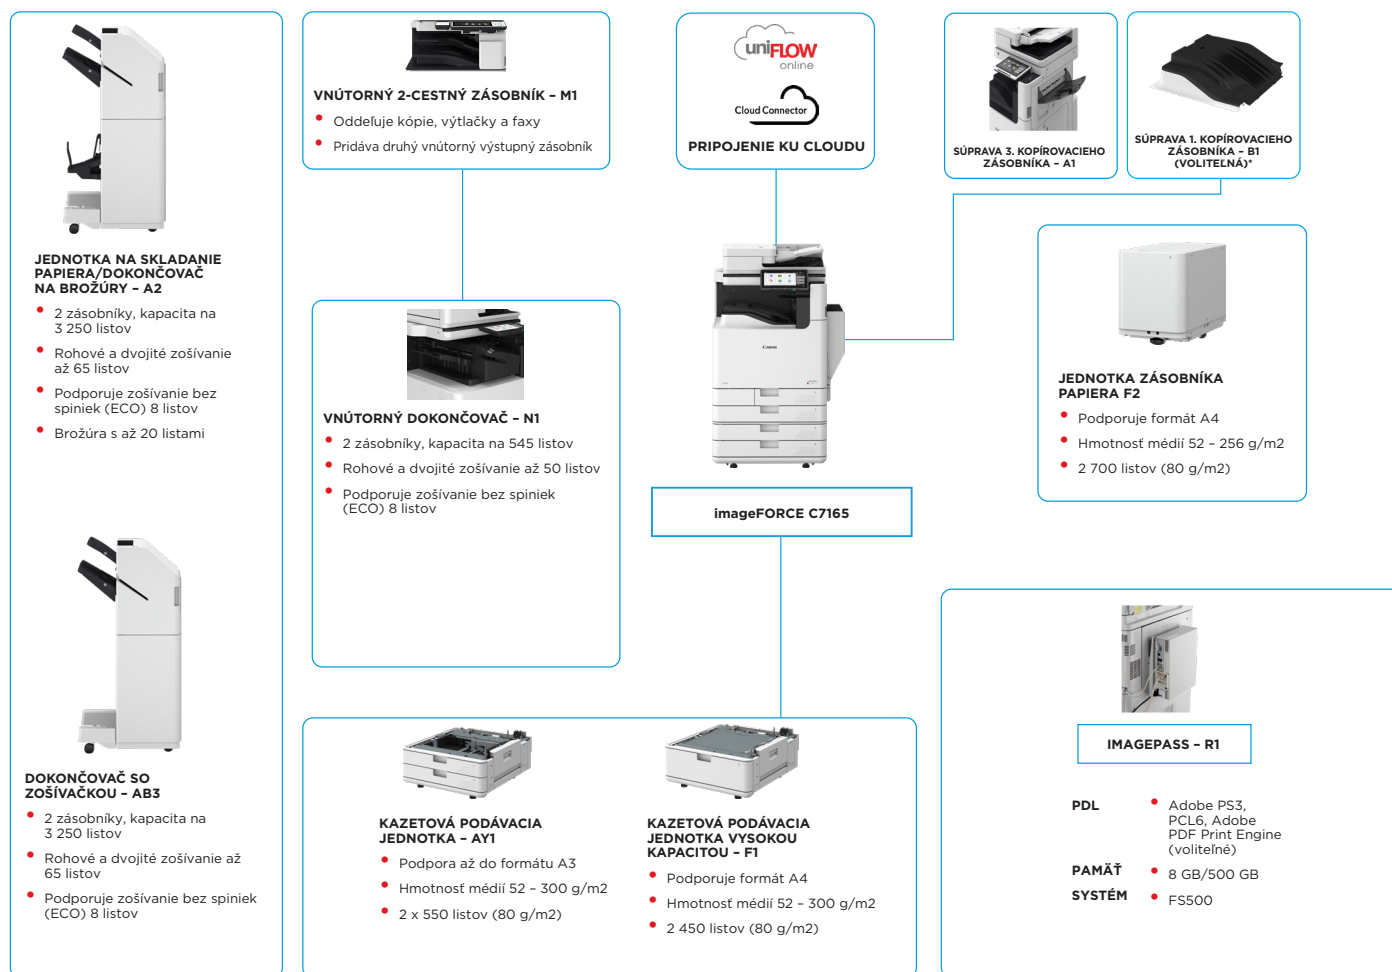 JEDNOTKA NA SKLADANIE
PAPIERA/DOKONČOVAČ
NA BROŽÚRY – A2
• 2 zásobníky, kapacita na
3 250 listov
• Rohové a dvojité zošívanie
až 65 listov
• Podporuje zošívanie bez
spiniek (ECO) 8 listov
• Brožúra s až 20 listami
DOKONČOVAČ SO
ZOŠÍVAČKOU – AB3
• 2 zásobníky, kapacita na
3 250 listov
• Rohové a dvojité zošívanie až
65 listov
• Podporuje zošívanie bez spiniek
(ECO) 8 listov
VNÚTORNÝ 2-CESTNÝ ZÁSOBNÍK – M1
• Oddeľuje kópie, výtlačky a faxy
• Pridáva druhý vnútorný výstupný zásobník
VNÚTORNÝ DOKONČOVAČ – N1
• 2 zásobníky, kapacita na 545 listov
• Rohové a dvojité zošívanie až 50 listov
• Podporuje zošívanie bez spiniek
(ECO) 8 listov
uniFLOW
online
Cloud Connector
PRIPOJENIE KU CLOUDU
Canon
imageFORCE C7165
SÚPRAVA 3. KOPÍROVACIEHO
ZÁSOBNÍKA – A1
SÚPRAVA 1. KOPÍROVACIEHO
ZÁSOBNÍKA – B1
(VOLITEĽNÁ)*
JEDNOTKA ZÁSOBNÍKA
PAPIERA F2
• Podporuje formát A4
• Hmotnosť médií 52 – 256 g/m2
• 2 700 listov (80 g/m2)
KAZETOVÁ PODÁVACIA
JEDNOTKA – AY1
• Podpora až do formátu A3
• Hmotnosť médií 52 – 300 g/m2
• 2 x 550 listov (80 g/m2)
KAZETOVÁ PODÁVACIA
JEDNOTKA VYSOKOU
KAPACITOU – F1
• Podporuje formát A4
• Hmotnosť médií 52 – 300 g/m2
• 2 450 listov (80 g/m2)
IMAGEPASS – R1
PDL • Adobe PS3,
PCL6, Adobe
PDF Print Engine
(voliteľné)
PAMÄŤ • 8 GB/500 GB
SYSTÉM • FS500